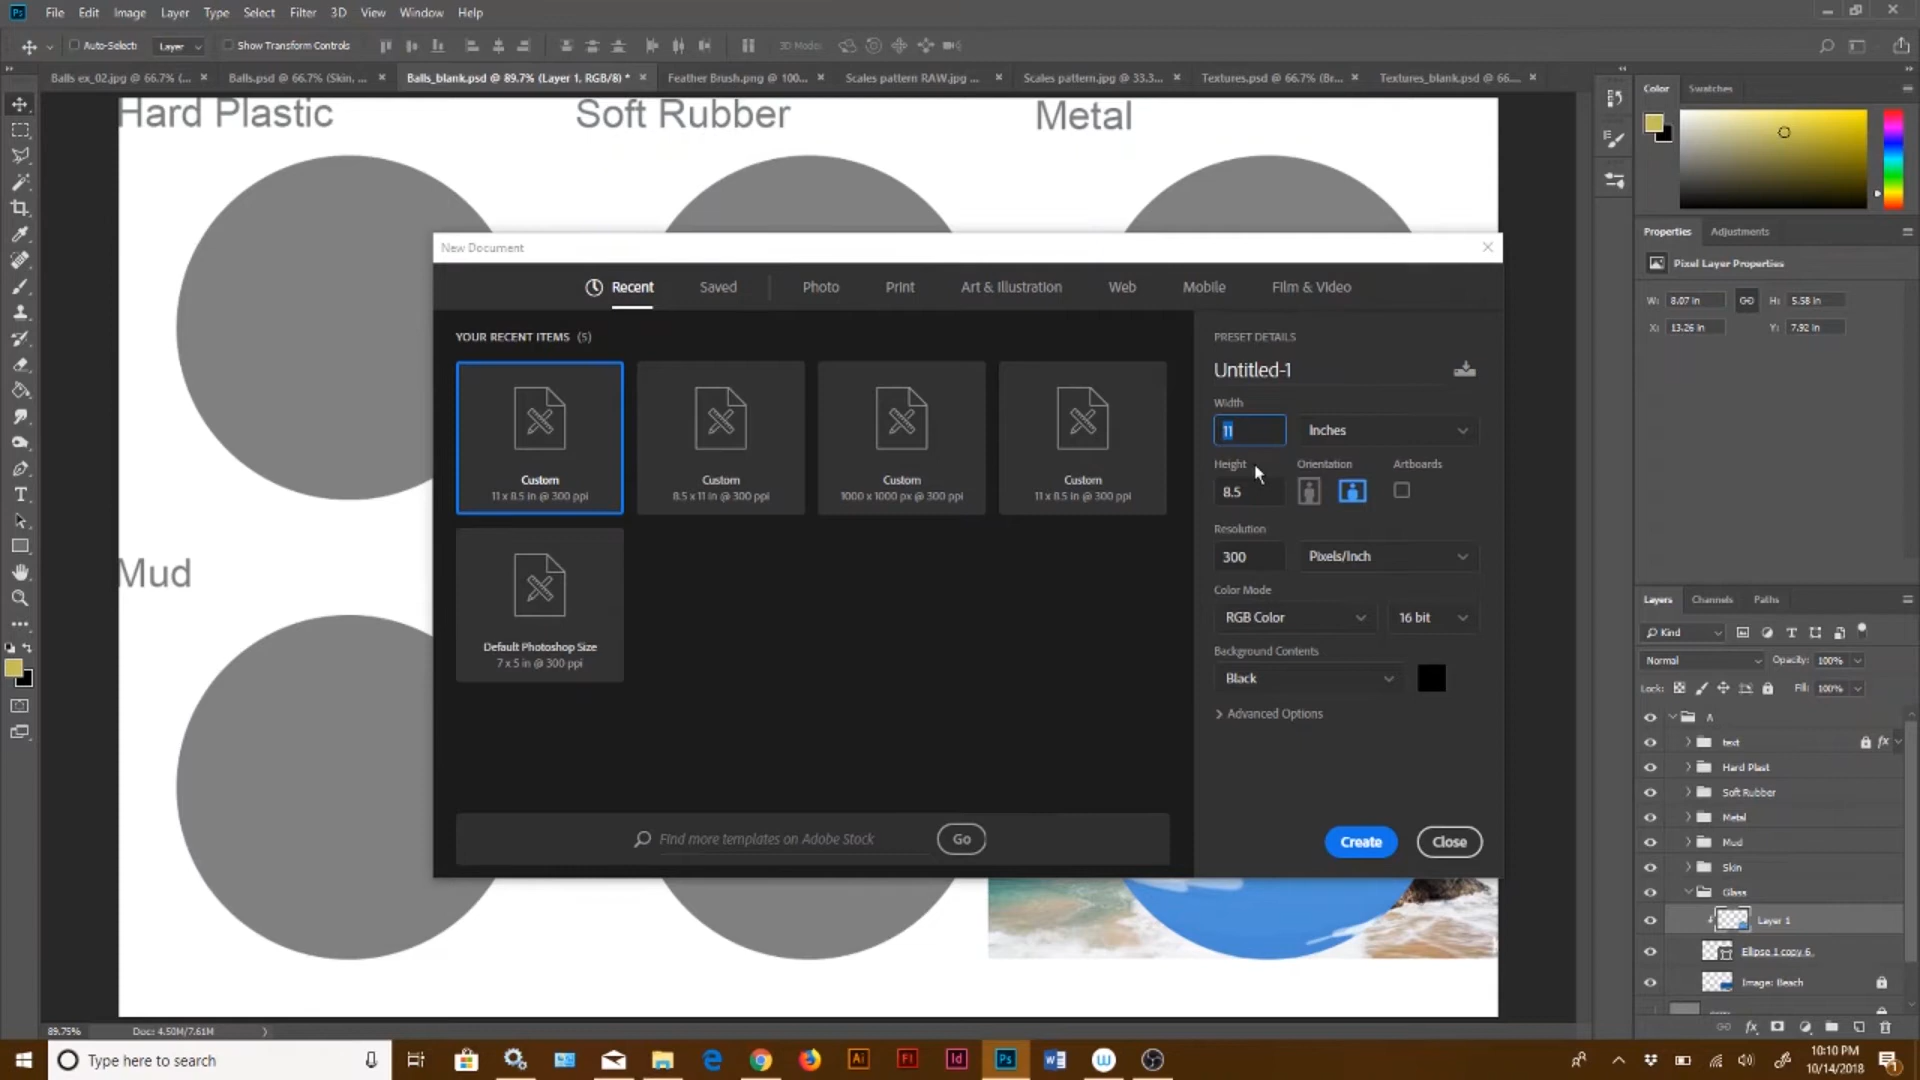 Ps File Edit Image Layer Type Select Filter 3D View Window Help
Auto-Select: Layer Show Transform Controls 3D Mode:
Balls ex_02.jpg @ 66.7% (... × Balls.psd @ 66.7% (Skin, ... × Balls_blank.psd @ 89.7% (Layer 1, RGB/8) * × Feather Brush.png @ 100... × Scales pattern RAW.jpg ... × Scales pattern.jpg @ 33.3... × Textures.psd @ 66.7% (Br... × Textures_blank.psd @ 66.... ×
Hard Plastic Soft Rubber Metal
Mud
New Document
Recent Saved Photo Print Art & Illustration Web Mobile Film & Video
YOUR RECENT ITEMS (5)
Custom
11 x 8.5 in @ 300 ppi
Custom
8.5 x 11 in @ 300 ppi
Custom
1000 x 1000 px @ 300 ppi
Custom
11 x 8.5 in @ 300 ppi
Default Photoshop Size
7 x 5 in @ 300 ppi
Find more templates on Adobe Stock Go
PRESET DETAILS
Untitled-1
Width
11 Inches
Height Orientation Artboards
8.5
Resolution
300 Pixels/Inch
Color Mode
RGB Color 16 bit
Background Contents
Black
Advanced Options
Create Close
Color Swatches
Properties Adjustments
Pixel Layer Properties
W: 8.07 in H: 5.58 in
X: 13.26 in Y: 7.92 in
Layers Channels Paths
Kind
Normal Opacity: 100%
Lock: Fill: 100%
A
text fx
Hard Plast
Soft Rubber
Metal
Mud
Skin
Glass
Layer 1
Ellipse 1 copy 6
Image: Beach
fx
89.75% Doc: 4.50M/7.61M
Type here to search
Ai Fl Id Ps W
10:10 PM
10/14/2018
1